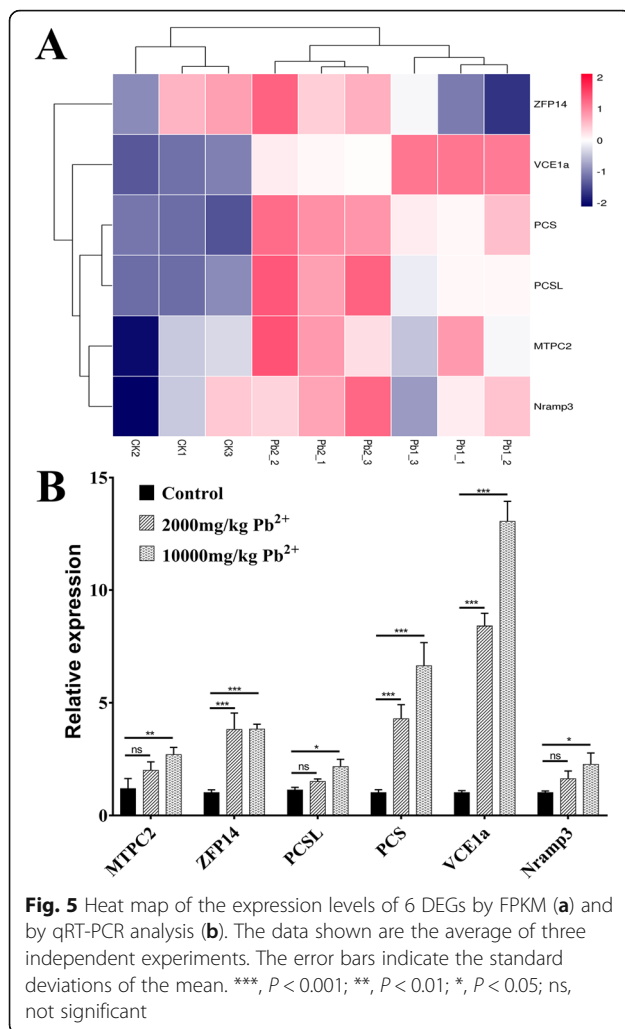 A
2
1
0
-1
-2
ZFP14
VCE1a
PCS
PCSL
MTPC2
Nramp3
CK2 CK1 CK3 Pb2_2 Pb2_1 Pb2_3 Pb1_3 Pb1_1 Pb1_2
B
Control
2000mg/kg Pb²⁺
10000mg/kg Pb²⁺
Relative expression
15
10
5
0
ns ** *** *** ns * *** *** *** *** ns *
MTPC2 ZFP14 PCSL PCS VCE1a Nramp3
Fig. 5 Heat map of the expression levels of 6 DEGs by FPKM (a) and
by qRT-PCR analysis (b). The data shown are the average of three
independent experiments. The error bars indicate the standard
deviations of the mean. ***, P < 0.001; **, P < 0.01; *, P < 0.05; ns,
not significant